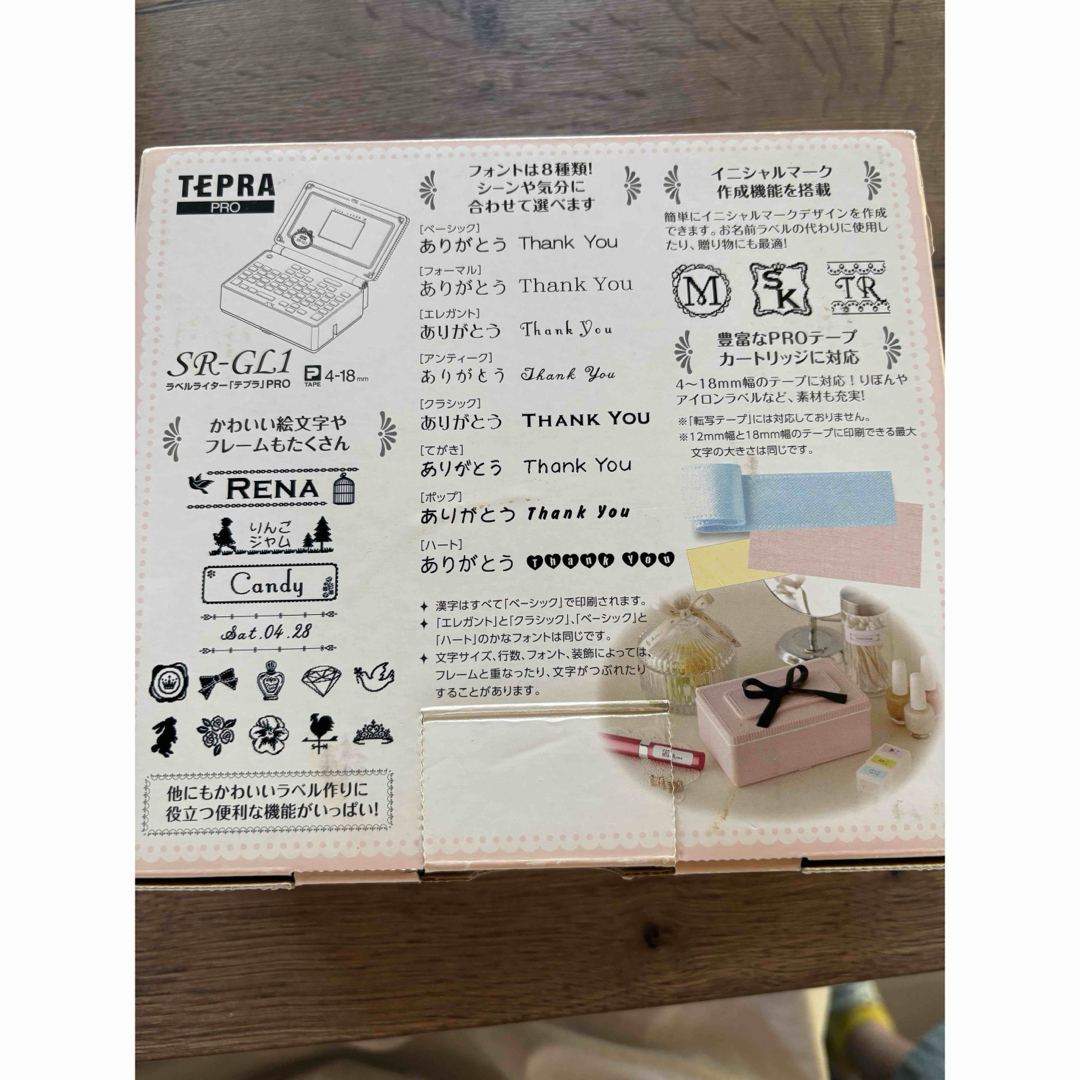 TEPRA
PRO
SR-GL1
ラベルライター「テプラ」PRO
P
TAPE
4-18mm
かわいい絵文字や
フレームもたくさん
RENA
りんご
ジャム
Candy
Sat.04.28
他にもかわいいラベル作りに
役立つ便利な機能がいっぱい!
フォントは8種類!
シーンや気分に
合わせて選べます
[ベーシック]
ありがとう Thank You
[フォーマル]
ありがとう Thank You
[エレガント]
ありがとう Thank You
[アンティーク]
ありがとう Thank You
[クラシック]
ありがとう THANK YOU
[てがき]
ありがとう Thank You
[ポップ]
ありがとう Thank You
[ハート]
ありがとう Thank You
漢字はすべて「ベーシック」で印刷されます。
「エレガント」と「クラシック」、「ベーシック」と
「ハート」のかなフォントは同じです。
文字サイズ、行数、フォント、装飾によっては、
フレームと重なったり、文字がつぶれたり
することがあります。
イニシャルマーク
作成機能を搭載
簡単にイニシャルマークデザインを作成
できます。お名前ラベルの代わりに使用し
たり、贈り物にも最適!
M
SK
TR
豊富なPROテープ
カートリッジに対応
4〜18mm幅のテープに対応!りぼんや
アイロンラベルなど、素材も充実!
※「転写テープ」には対応しておりません。
※12mm幅と18mm幅のテープに印刷できる最大
文字の大きさは同じです。